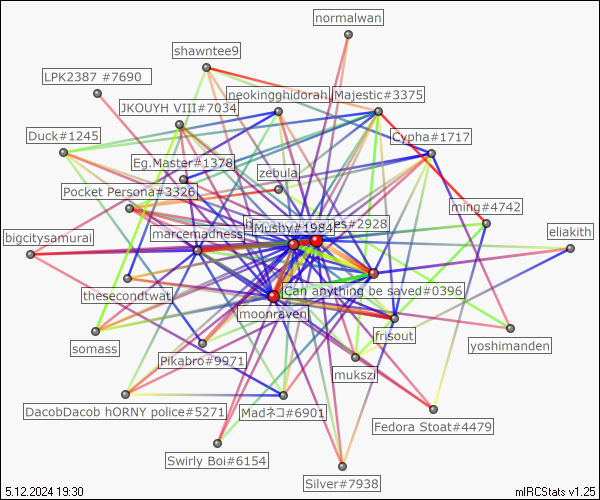 normalwan
shawntee9
LPK2387 #7690
neokingghidorah
Majestic#3375
JKOUYH VIII#7034
Duck#1245
Cypha#1717
Eg.Master#1378
zebula
Pocket Persona#3326
ming#4742
Mushy#1984
es#2928
marcemadness
eliakith
bigcitysamurai
Can anything be saved#0396
thesecondtwat
moonraven
frisout
somass
yoshimanden
Pikabro#9971
mukszi
DacobDacob hORNY police#5271
Madネコ#6901
Fedora Stoat#4479
Swirly Boi#6154
Silver#7938
5.12.2024 19:30
mIRCStats v1.25